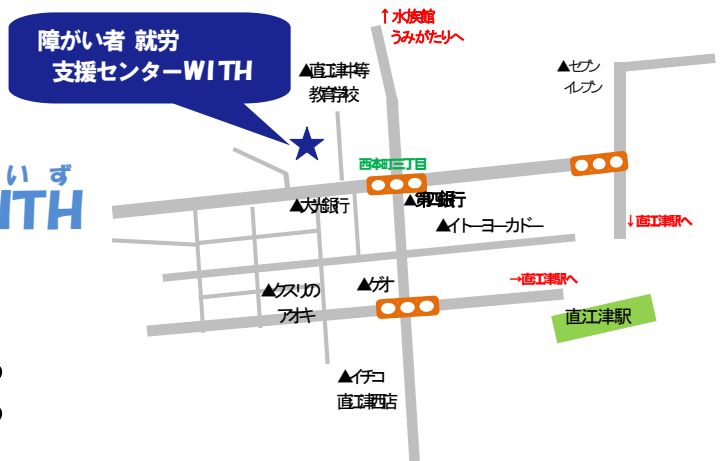 ↑水族館
うみがたりへ
障がい者 就労
支援センターWITH
▲直江津中等
教育学校
▲セブン
イレブン
西本町三丁目
いず
ITH
▲大光銀行
▲第四銀行
▲イトーヨーカドー
↓直江津駅へ
→直江津駅へ
▲クスリの
アオキ
▲ゲオ
直江津駅
▲イチコ
直江津西店